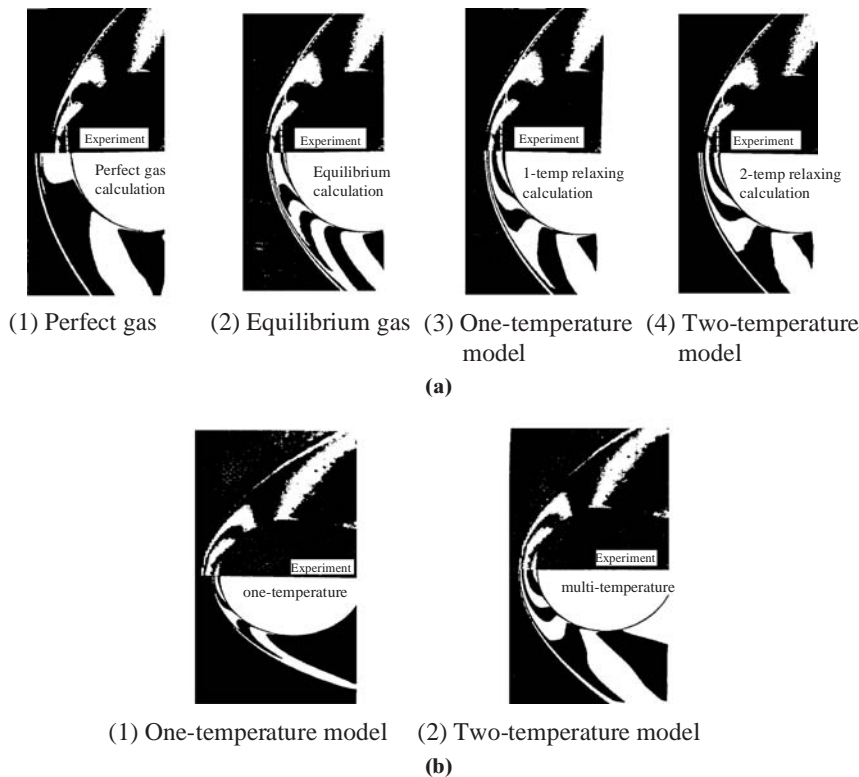 Experiment
Perfect gas
calculation
Experiment
Equilibrium
calculation
Experiment
1-temp relaxing
calculation
Experiment
2-temp relaxing
calculation
(1) Perfect gas
(2) Equilibrium gas
(3) One-temperature
model
(4) Two-temperature
model
(a)
Experiment
one-temperature
Experiment
multi-temperature
(1) One-temperature model
(2) Two-temperature model
(b)